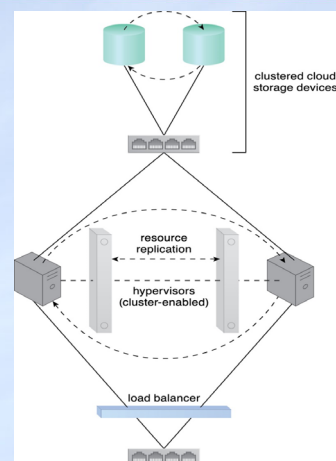 clustered cloud
storage devices
resource
replication
hypervisors
(cluster-enabled)
load balancer